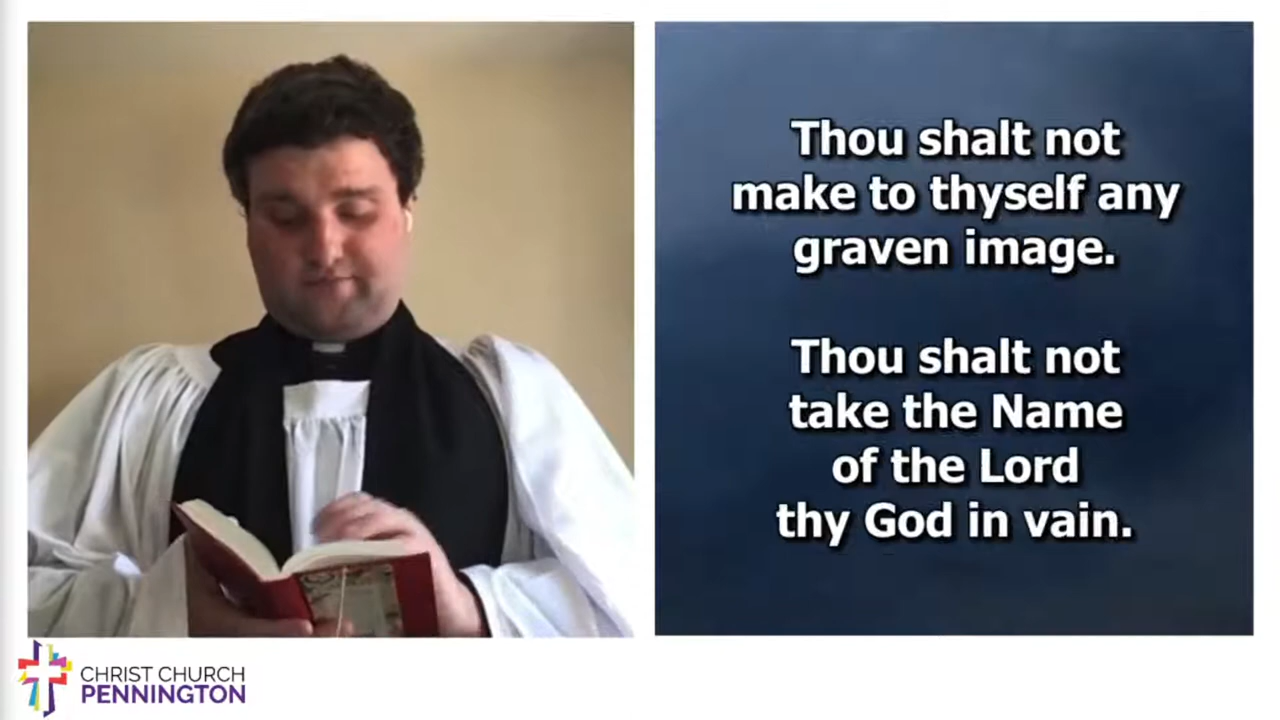 Thou shalt not
make to thyself any
graven image.
Thou shalt not
take the Name
of the Lord
thy God in vain.
CHRIST CHURCH
PENNINGTON